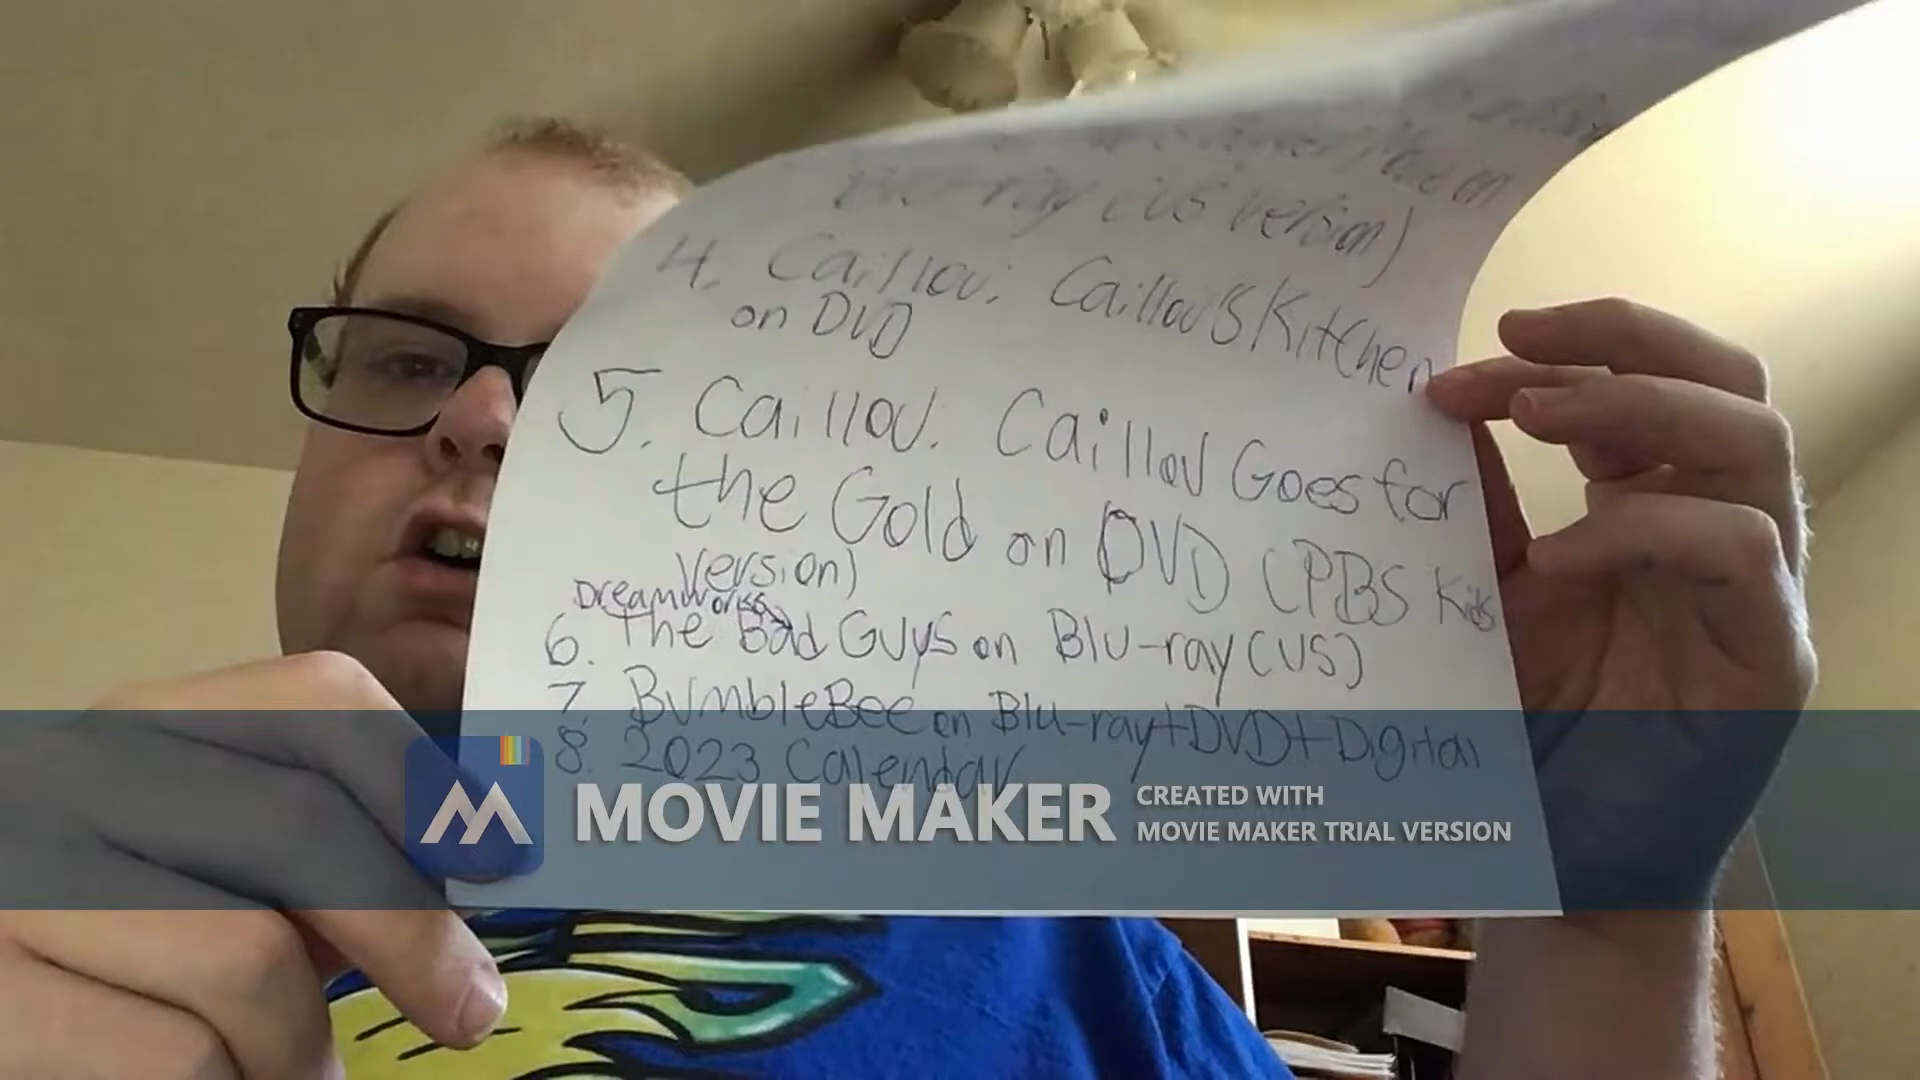 Blu-ray (US version)
4. Caillou: Caillou's Kitchen
on DVD
5. Caillou: Caillou Goes for
the Gold on DVD (PBS Kids
version)
Dreamworks
6. The Bad Guys on Blu-ray (US)
7. BumbleBee on Blu-ray+DVD+Digital
8. 2023 Calendar
MOVIE MAKER
CREATED WITH
MOVIE MAKER TRIAL VERSION